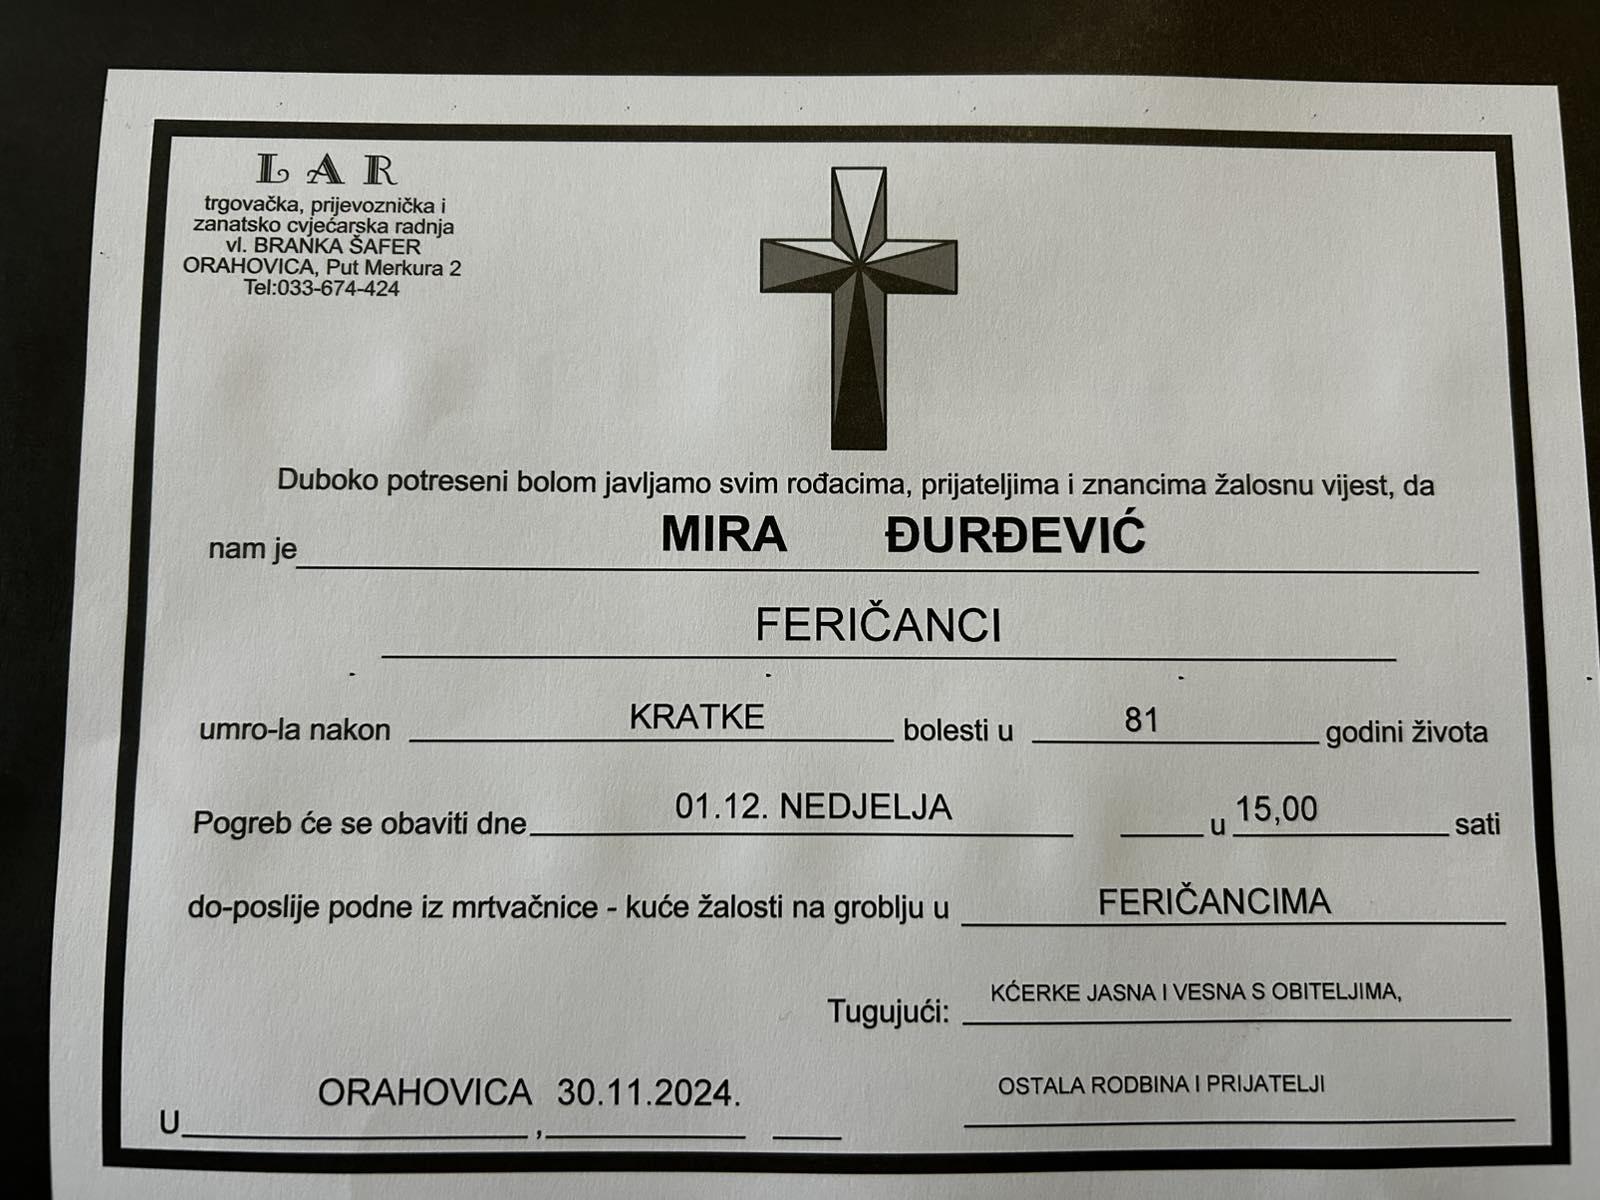 LAR
trgovačka, prijevoznička i
zanatsko cvjećarska radnja
vl. BRANKA ŠAFER
ORAHOVICA, Put Merkura 2
Tel:033-674-424
Duboko potreseni bolom javljamo svim rođacima, prijateljima i znancima žalosnu vijest, da
nam je MIRA ĐURĐEVIĆ
FERIČANCI
umro-la nakon KRATKE bolesti u 81 godini života
Pogreb će se obaviti dne 01.12. NEDJELJA u 15,00 sati
do-poslije podne iz mrtvačnice - kuće žalosti na groblju u FERIČANCIMA
Tugujući: KĆERKE JASNA I VESNA S OBITELJIMA,
OSTALA RODBINA I PRIJATELJI
U ORAHOVICA, 30.11.2024.